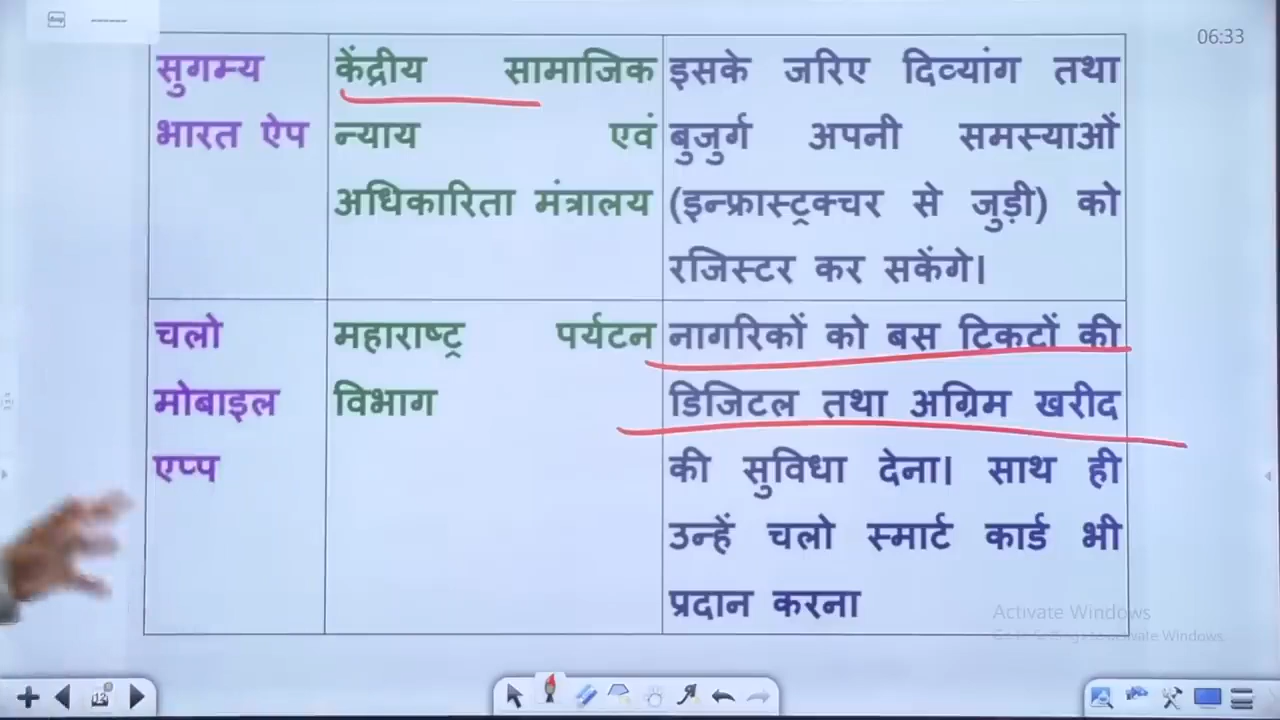 06:33
सुगम्य
भारत ऐप
केंद्रीय सामाजिक
न्याय एवं
अधिकारिता मंत्रालय
इसके जरिए दिव्यांग तथा
बुजुर्ग अपनी समस्याओं
(इन्फ्रास्ट्रक्चर से जुड़ी) को
रजिस्टर कर सकेंगे।
चलो
मोबाइल
एप्प
महाराष्ट्र पर्यटन
विभाग
नागरिकों को बस टिकटों की
डिजिटल तथा अग्रिम खरीद
की सुविधा देना। साथ ही
उन्हें चलो स्मार्ट कार्ड भी
प्रदान करना
Activate Windows